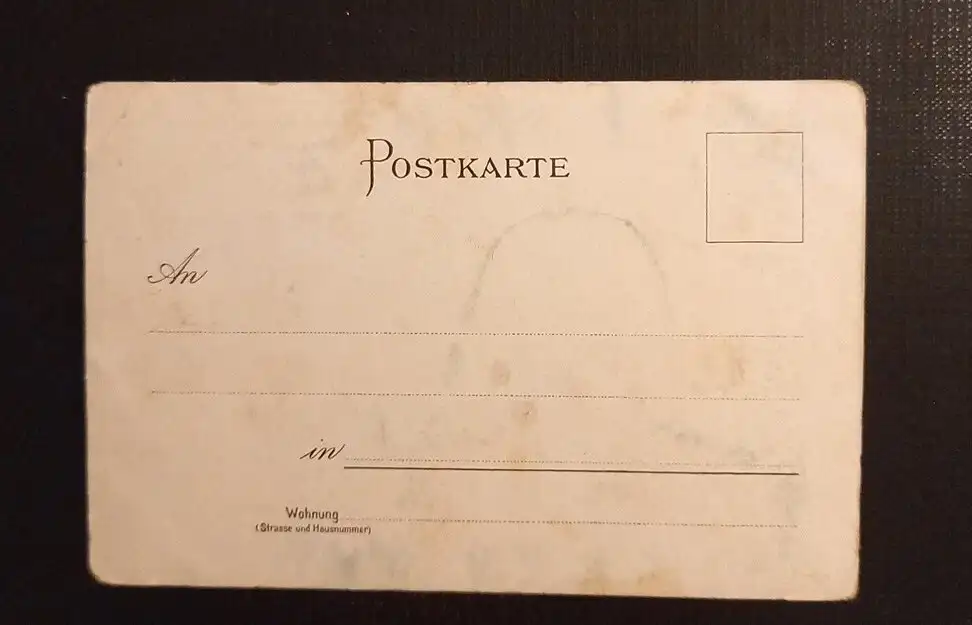 POSTKARTE
An
in
Wohnung
(Strasse und Hausnummer)